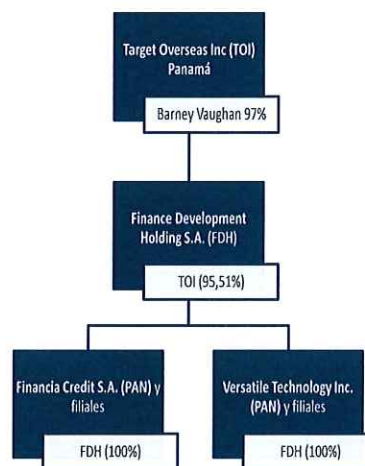 Target Overseas Inc (TOI)
Panamá
Barney Vaughan 97%
Finance Development
Holding S.A. (FDH)
TOI (95,51%)
Financia Credit S.A. (PAN) y
filiales
FDH (100%)
Versatile Technology Inc.
(PAN) y filiales
FDH (100%)